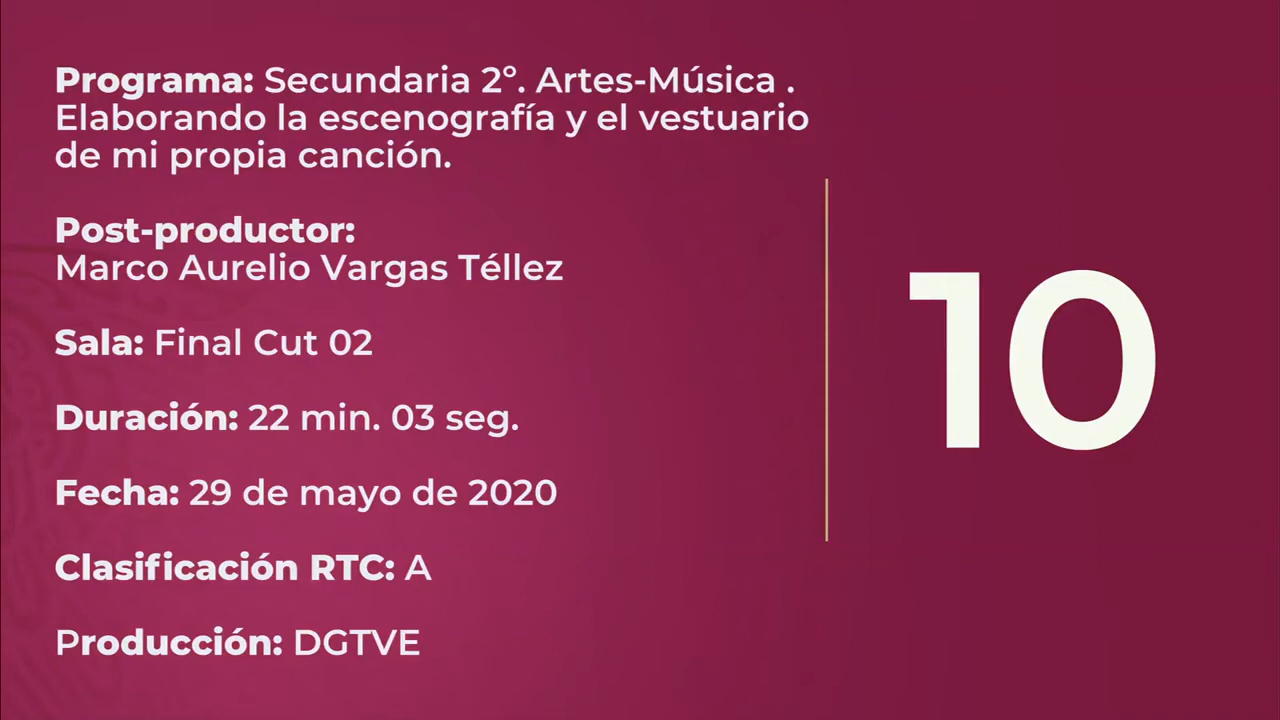 Programa: Secundaria 2º. Artes-Música .
Elaborando la escenografía y el vestuario
de mi propia canción.
Post-productor:
Marco Aurelio Vargas Téllez
Sala: Final Cut 02
Duración: 22 min. 03 seg.
Fecha: 29 de mayo de 2020
Clasificación RTC: A
Producción: DGTVE
10